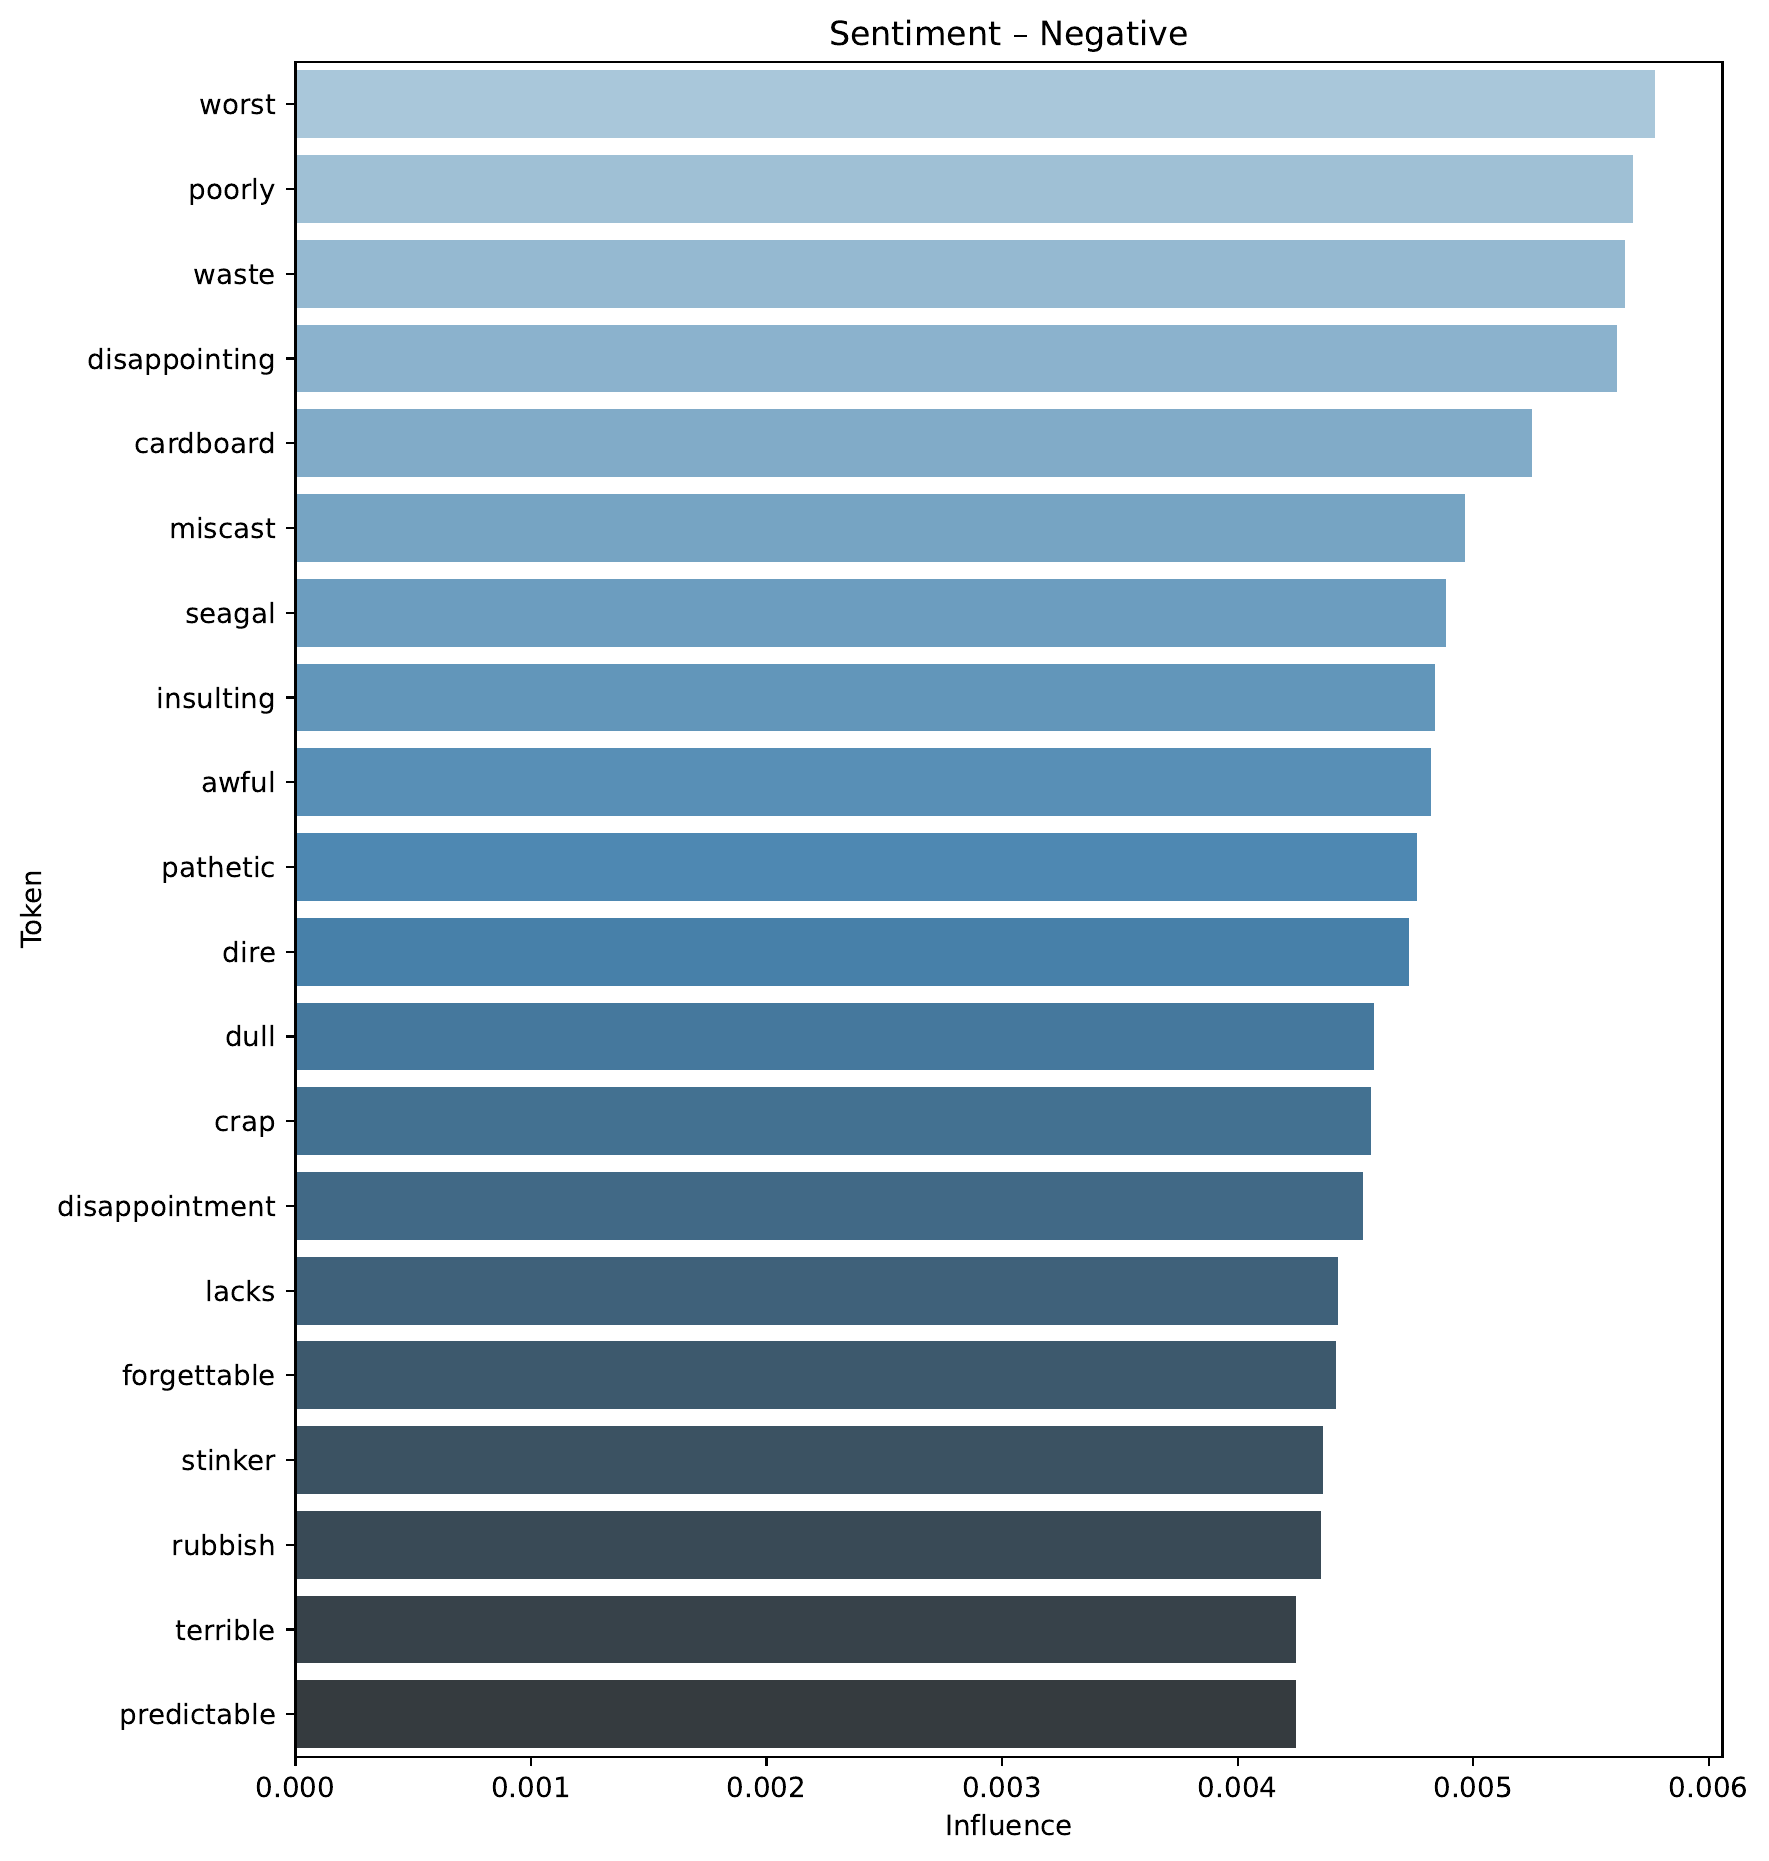 Sentiment – Negative
worst
poorly
waste
disappointing
cardboard
miscast
seagal
insulting
awful
pathetic
dire
dull
crap
disappointment
lacks
forgettable
stinker
rubbish
terrible
predictable
Token
0.000 0.001 0.002 0.003 0.004 0.005 0.006
Influence